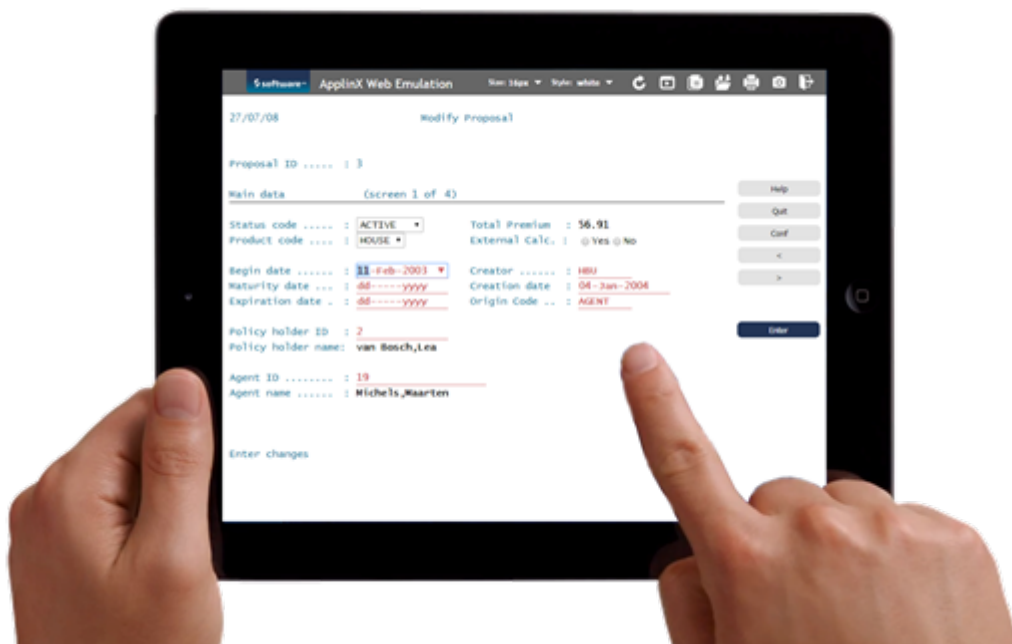 software AG ApplinX Web Emulation Size: 16px Style: white
27/07/08 Modify Proposal
Proposal ID ..... : 3
Main data (screen 1 of 4)
Help
Quit
Status code ..... : ACTIVE Total Premium : 56.91
Conf
Product code .... : HOUSE External Calc. : Yes No
<
Begin date ...... : 11-Feb-2003 Creator ...... : HBU
>
Maturity date ... : dd-----yyyy Creation date : 04-Jan-2004
Expiration date . : dd-----yyyy Origin Code .. : AGENT
Policy holder ID : 2
Enter
Policy holder name: van Bosch,Lea
Agent ID ........ : 19
Agent name ...... : Michels,Maarten
Enter changes